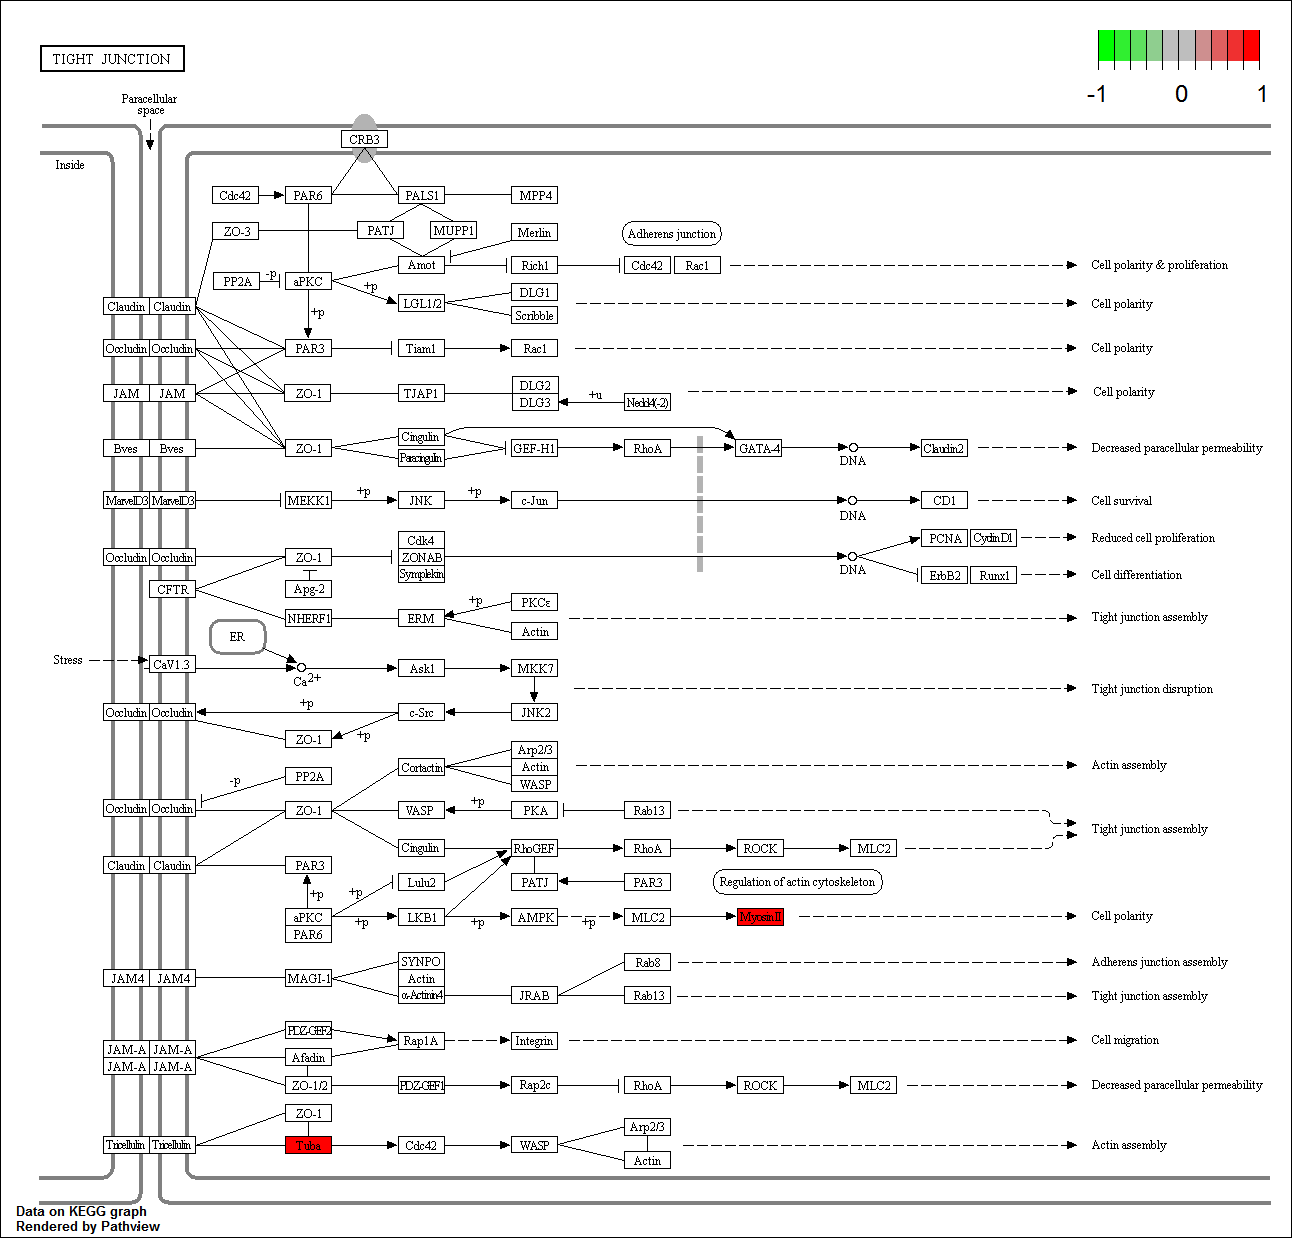 TIGHT JUNCTION
-1 0 1
Paracellular
space
Inside
CRB3
Cdc42 PAR6 PALS1 MPP4
ZO-3 PATJ MUPP1 Merlin Adherens junction
PP2A -p aPKC Amot Rich1 Cdc42 Rac1 Cell polarity & proliferation
+p DLG1
Claudin Claudin +p LGL1/2 Scribble Cell polarity
Occludin Occludin PAR3 Tiam1 Rac1 Cell polarity
JAM JAM ZO-1 TJAP1 DLG2 +u Cell polarity
DLG3 Nedd4(-2)
Bves Bves ZO-1 Cingulin GEF-H1 RhoA GATA-4 DNA Claudin2 Decreased paracellular permeability
Paracingulin
MarvelD3 MarvelD3 MEKK1 +p JNK +p c-Jun DNA CD1 Cell survival
Cdk4 PCNA CyclinD1 Reduced cell proliferation
Occludin Occludin ZO-1 ZONAB DNA
Symplekin ErbB2 Runx1 Cell differentiation
CFTR Apg-2
NHERF1 ERM +p PKCε Tight junction assembly
Actin
ER
Stress CaV1.3 Ca2+ Ask1 MKK7
Tight junction disruption
Occludin Occludin +p c-Src JNK2
ZO-1 +p
Cortactin Arp2/3
Actin Actin assembly
WASP
-p PP2A
Occludin Occludin ZO-1 VASP +p PKA Rab13
Tight junction assembly
Cingulin RhoGEF RhoA ROCK MLC2
Claudin Claudin PAR3
Lulu2 PATJ PAR3 Regulation of actin cytoskeleton
+p +p
aPKC +p LKB1 +p AMPK +p MLC2 MyosinII Cell polarity
PAR6
SYNPO Rab8 Adherens junction assembly
JAM4 JAM4 MAGI-1 Actin
α-Actinin4 JRAB Rab13 Tight junction assembly
PDZ-GEF2
JAM-A JAM-A Rap1A Integrin Cell migration
JAM-A JAM-A Afadin
ZO-1/2 PDZ-GEF1 Rap2c RhoA ROCK MLC2 Decreased paracellular permeability
ZO-1
Tricellulin Tricellulin Tuba Cdc42 WASP Arp2/3 Actin assembly
Actin
Data on KEGG graph
Rendered by Pathview